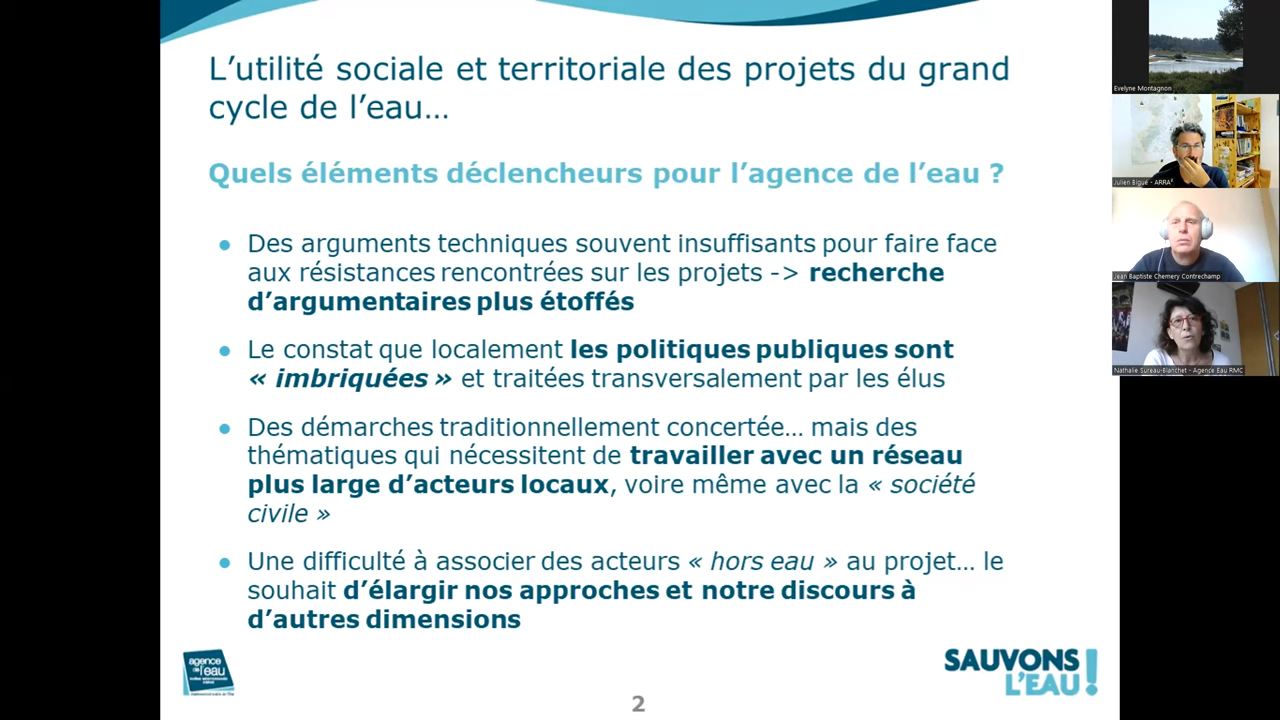 L’utilité sociale et territoriale des projets du grand
cycle de l’eau…
Quels éléments déclencheurs pour l’agence de l’eau ?
• Des arguments techniques souvent insuffisants pour faire face
aux résistances rencontrées sur les projets -> recherche
d’argumentaires plus étoffés
• Le constat que localement les politiques publiques sont
« imbriquées » et traitées transversalement par les élus
• Des démarches traditionnellement concertée… mais des
thématiques qui nécessitent de travailler avec un réseau
plus large d’acteurs locaux, voire même avec la « société
civile »
• Une difficulté à associer des acteurs « hors eau » au projet… le
souhait d’élargir nos approches et notre discours à
d’autres dimensions
agence
de l’eau
SAUVONS
L’EAU !
2
Evelyne Montagnon
Julien Bigué - ARRA²
Jean Baptiste Chemery Contrechamp
Nathalie Sureau-Blanchet - Agence Eau RMC